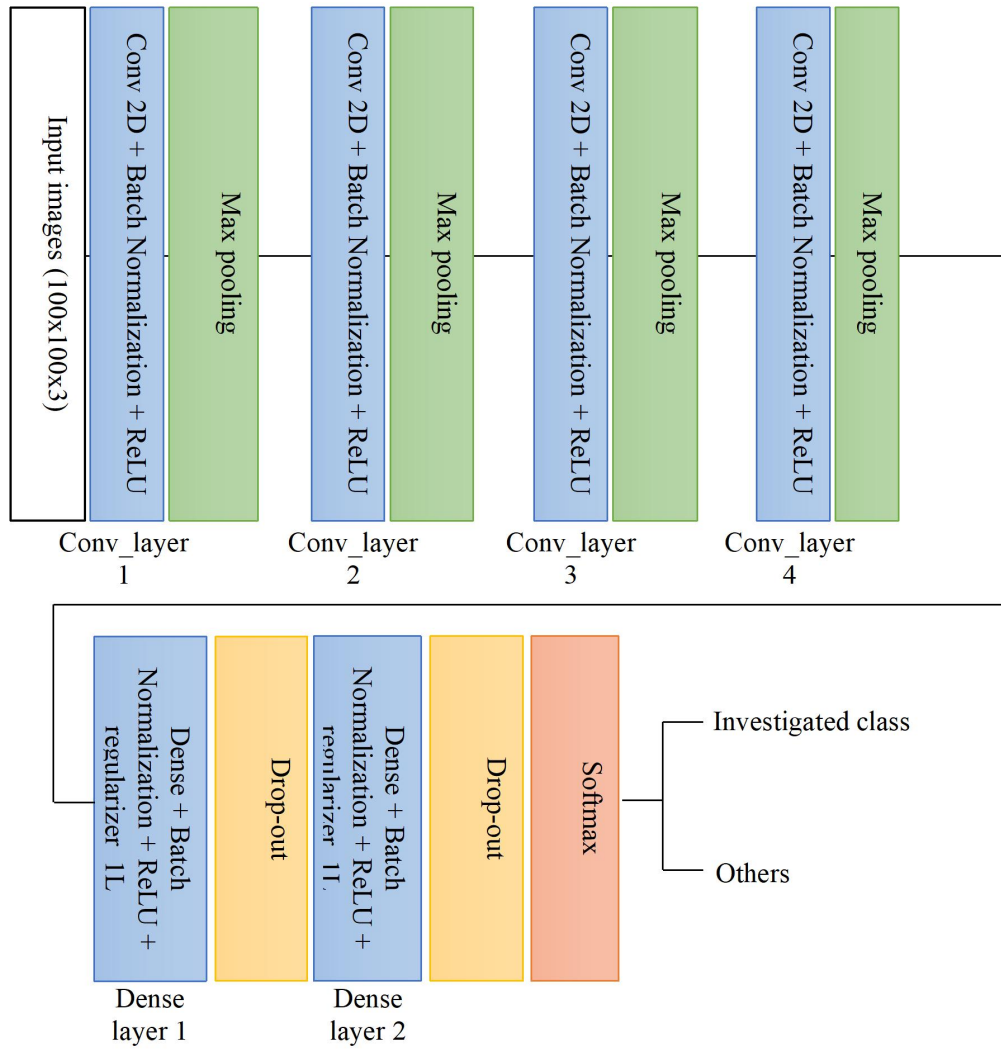 Input images (100x100x3)
Conv 2D + Batch Normalization + ReLU
Max pooling
Conv 2D + Batch Normalization + ReLU
Max pooling
Conv 2D + Batch Normalization + ReLU
Max pooling
Conv 2D + Batch Normalization + ReLU
Max pooling
Conv_layer
1
Conv_layer
2
Conv_layer
3
Conv_layer
4
Dense + Batch
Normalization + ReLU +
regularizer_1L
Drop-out
Dense + Batch
Normalization + ReLU +
regularizer_1L
Drop-out
Softmax
Investigated class
Others
Dense
layer 1
Dense
layer 2